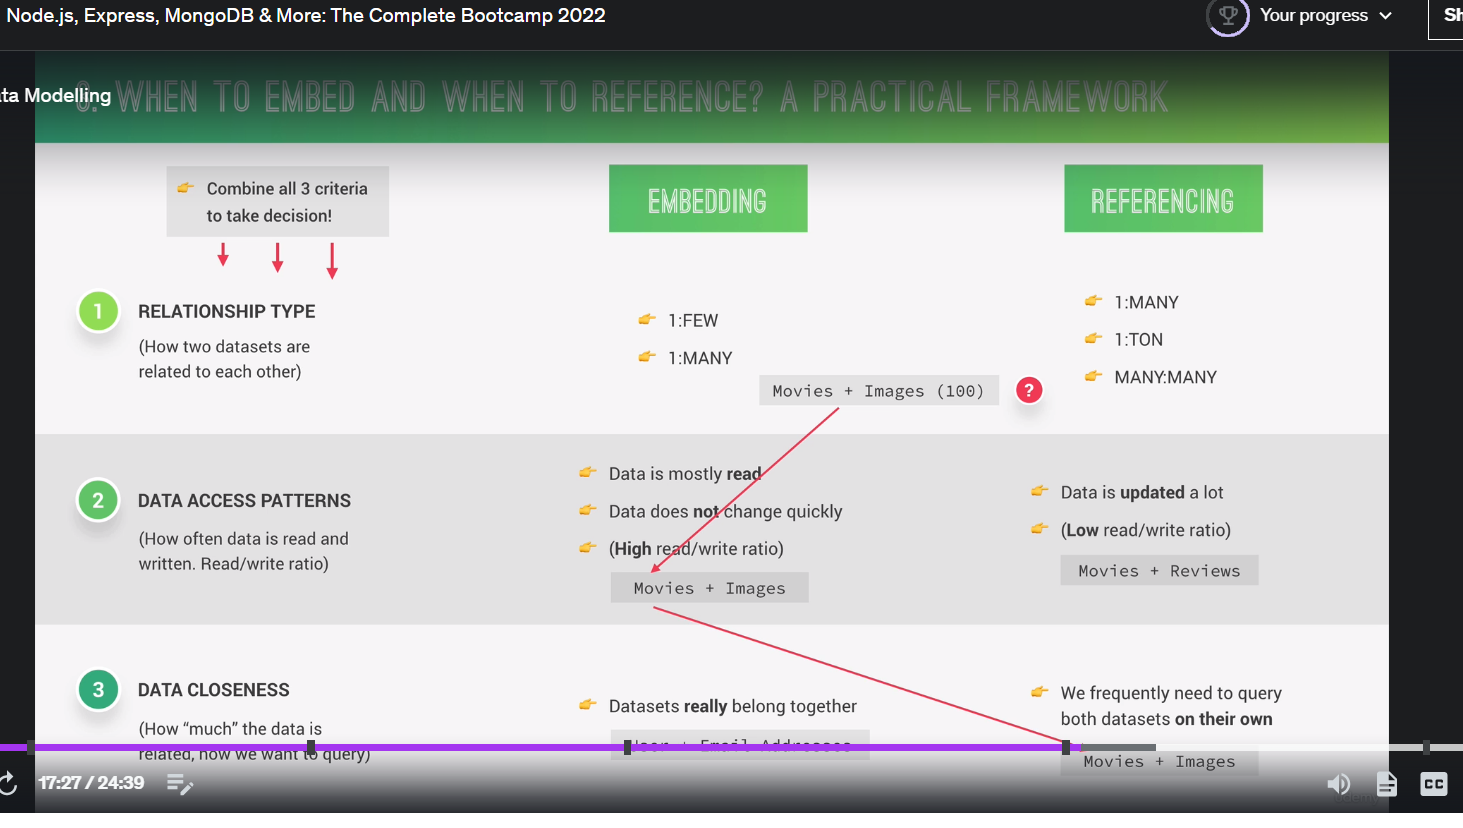 Node.js, Express, MongoDB & More: The Complete Bootcamp 2022
Your progress
ta Modelling
WHEN TO EMBED AND WHEN TO REFERENCE? A PRACTICAL FRAMEWORK
Combine all 3 criteria
to take decision!
EMBEDDING
REFERENCING
1
RELATIONSHIP TYPE
(How two datasets are
related to each other)
1:FEW
1:MANY
Movies + Images (100)
?
1:MANY
1:TON
MANY:MANY
2
DATA ACCESS PATTERNS
(How often data is read and
written. Read/write ratio)
Data is mostly read
Data does not change quickly
(High read/write ratio)
Movies + Images
Data is updated a lot
(Low read/write ratio)
Movies + Reviews
3
DATA CLOSENESS
(How “much” the data is
related, how we want to query)
Datasets really belong together
User + Email Addresses
We frequently need to query
both datasets on their own
Movies + Images
17:27 / 24:39
CC